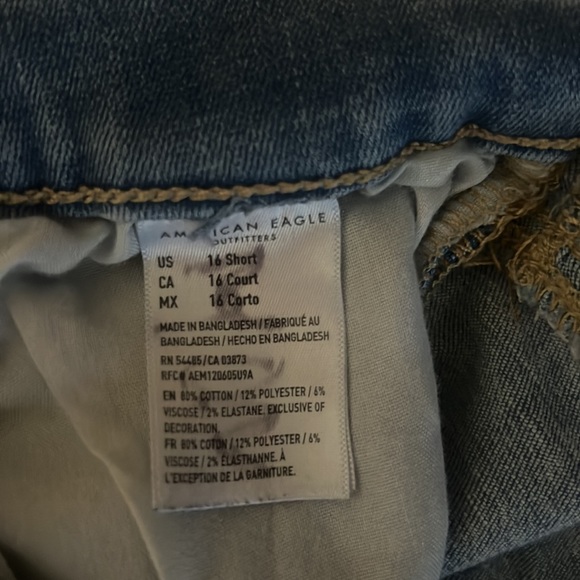 AMERICAN EAGLE
OUTFITTERS
US 16 Short
CA 16 Court
MX 16 Corto
MADE IN BANGLADESH / FABRIQUÉ AU
BANGLADESH / HECHO EN BANGLADESH
RN 54485/CA 03873
RFC# AEM120605U9A
EN 80% COTTON / 12% POLYESTER / 6%
VISCOSE / 2% ELASTANE. EXCLUSIVE OF
DECORATION.
FR 80% COTON / 12% POLYESTER / 6%
VISCOSE / 2% ÉLASTHANNE. À
L'EXCEPTION DE LA GARNITURE.